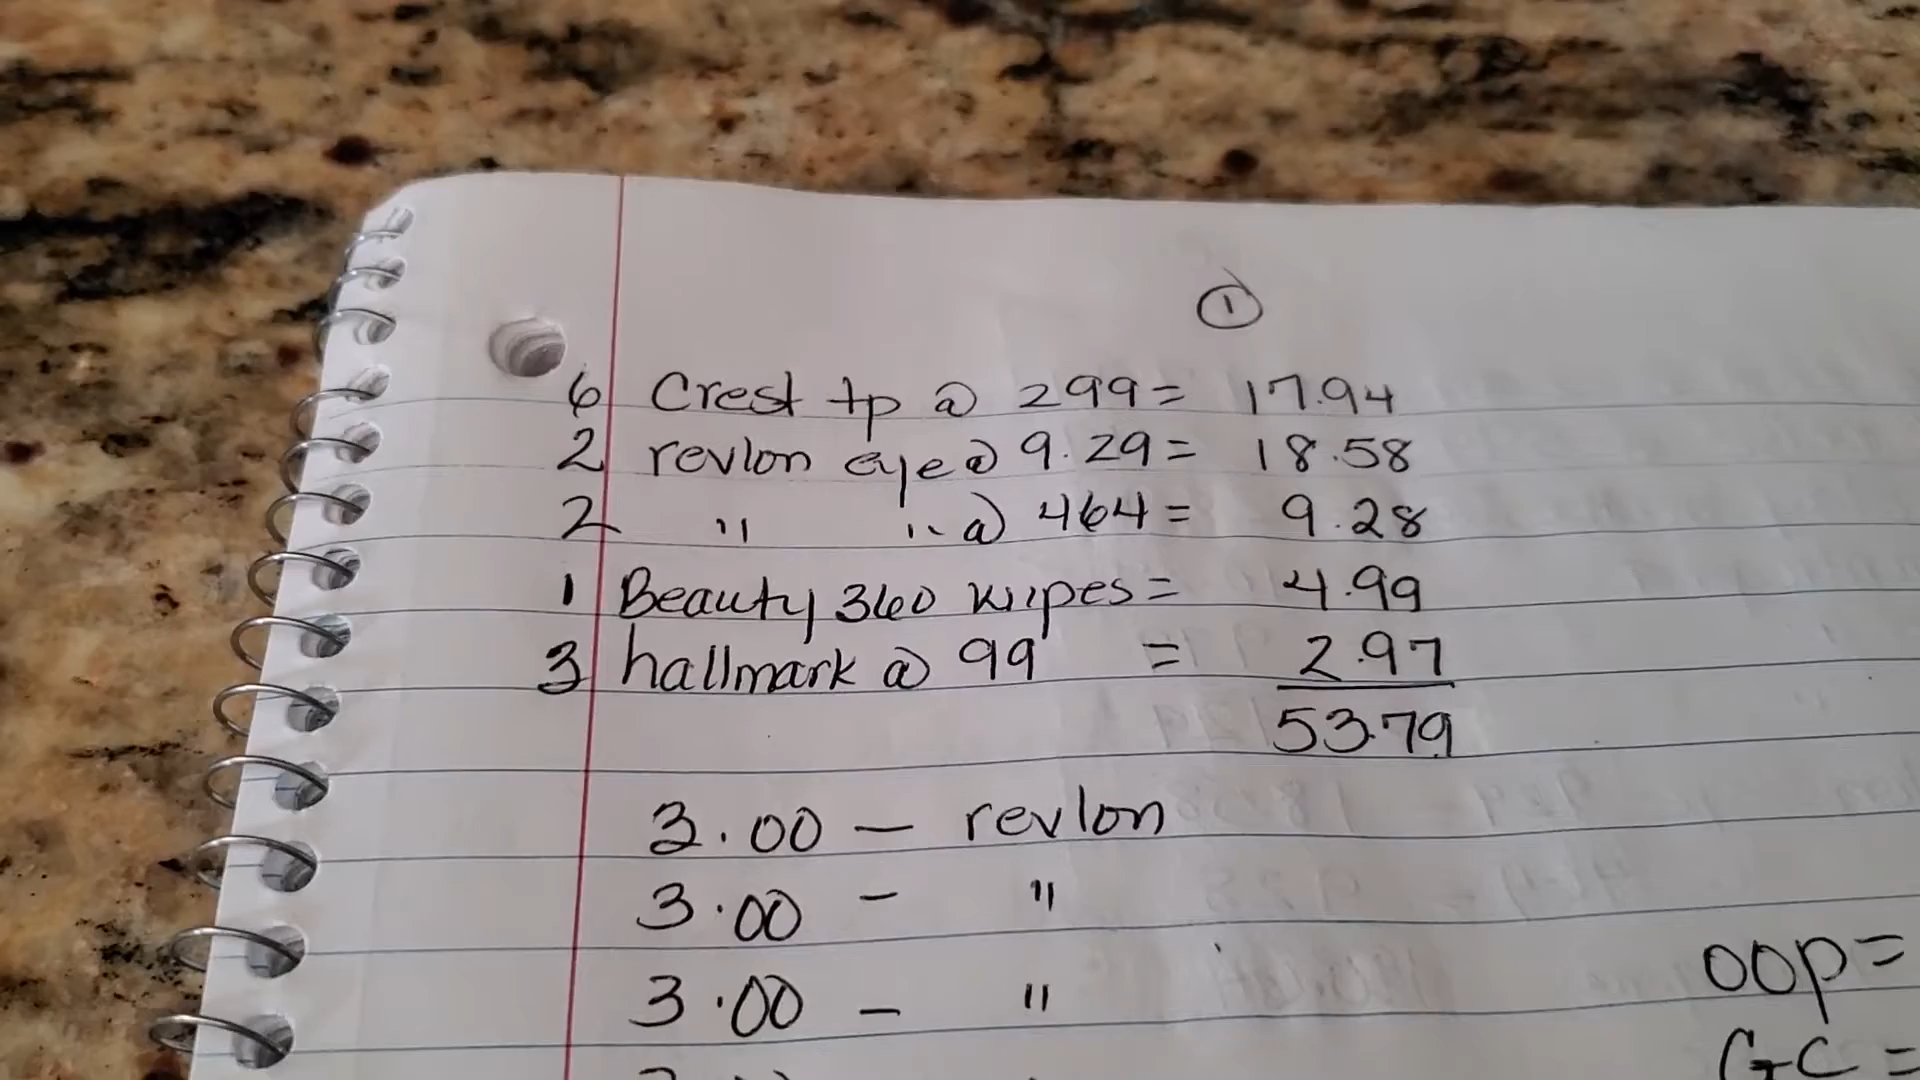 1
6 Crest tp @ 299 = 17.94
2 revlon eye @ 9.29 = 18.58
2 " " @ 464 = 9.28
1 Beauty 360 wipes = 4.99
3 hallmark @ 99 = 2.97
53.79
3.00 — revlon
3.00 - "
3.00 - "
OOP =
GC =